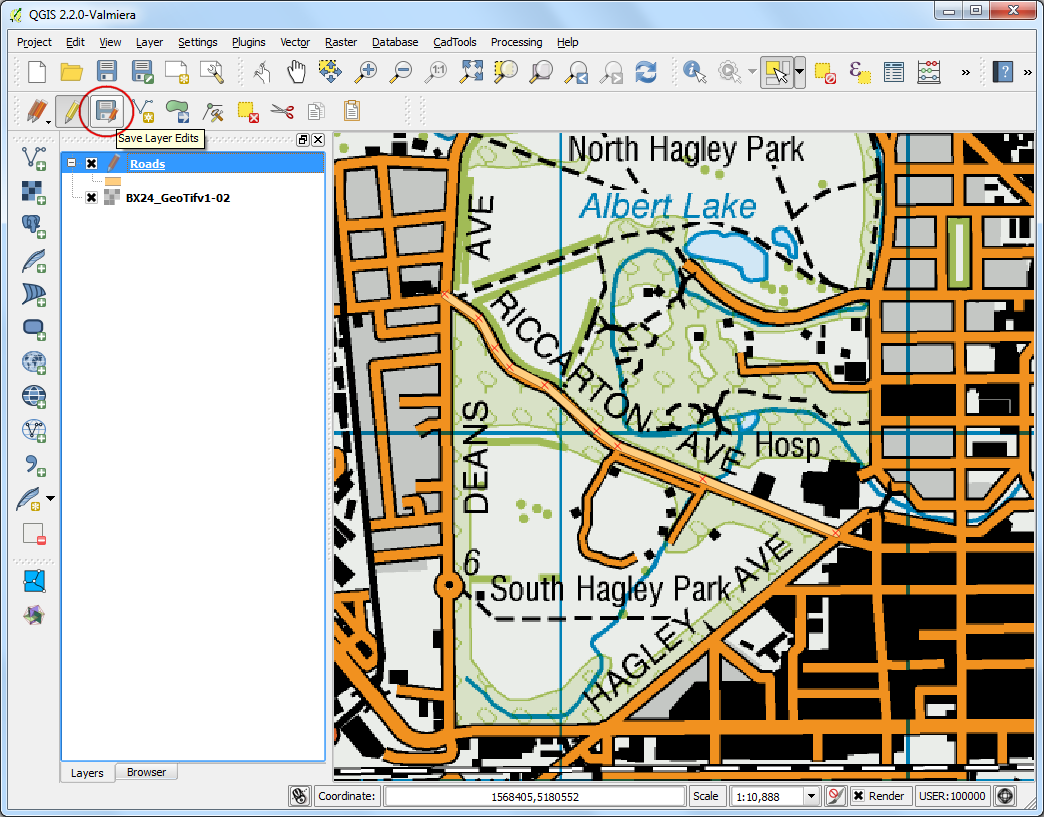 QGIS 2.2.0-Valmiera
Project Edit View Layer Settings Plugins Vector Raster Database CadTools Processing Help
1:1
»
»
Save Layer Edits
Roads
BX24_GeoTifv1-02
North Hagley Park
Albert Lake
AVE
RICCARTON AVE
Hosp
DEANS
6
South Hagley Park
HAGLEY AVE
Layers Browser
Coordinate: 1568405,5180552 Scale 1:10,888 Render USER:100000